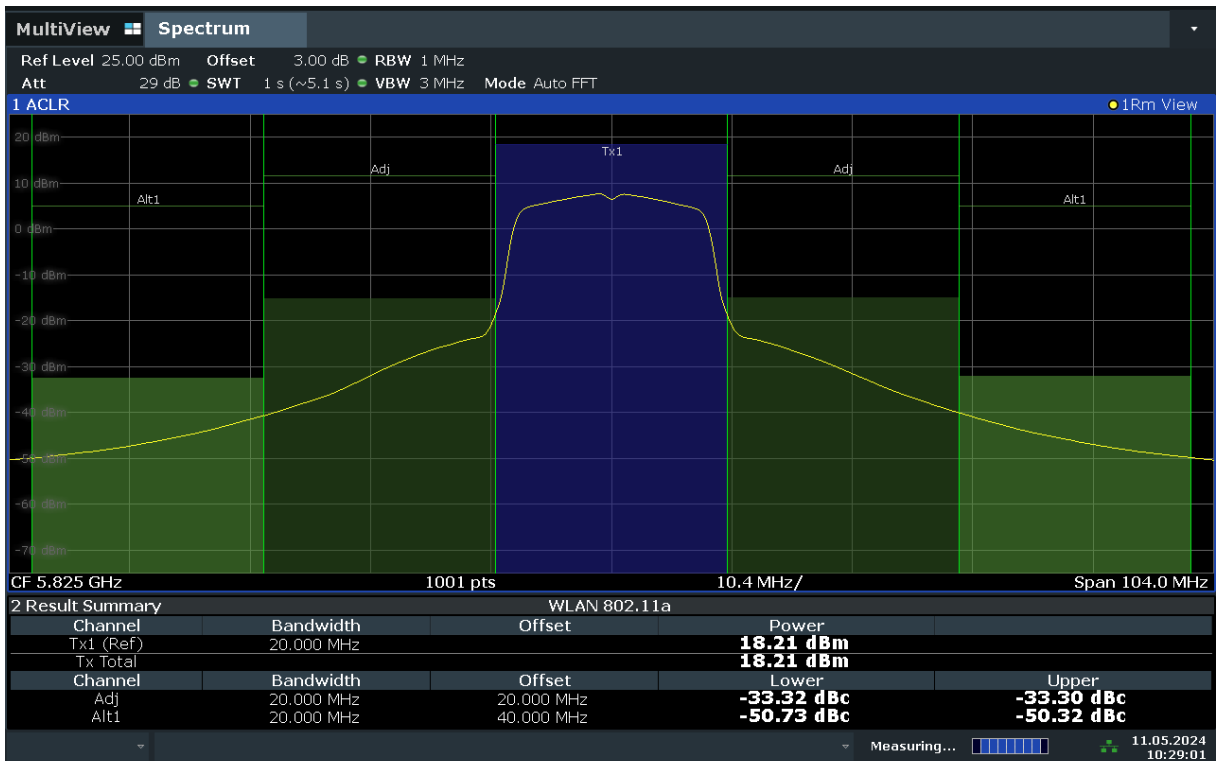 MultiView Spectrum
Ref Level 25.00 dBm Offset 3.00 dB RBW 1 MHz
Att 29 dB SWT 1 s (~5.1 s) VBW 3 MHz Mode Auto FFT
1 ACLR 1Rm View
20 dBm
Tx1
Adj Adj
10 dBm
Alt1 Alt1
0 dBm
-10 dBm
-20 dBm
-30 dBm
-40 dBm
-50 dBm
-60 dBm
-70 dBm
CF 5.825 GHz 1001 pts 10.4 MHz/ Span 104.0 MHz
2 Result Summary WLAN 802.11a
Channel Bandwidth Offset Power
Tx1 (Ref) 20.000 MHz 18.21 dBm
Tx Total 18.21 dBm
Channel Bandwidth Offset Lower Upper
Adj 20.000 MHz 20.000 MHz -33.32 dBc -33.30 dBc
Alt1 20.000 MHz 40.000 MHz -50.73 dBc -50.32 dBc
Measuring... 11.05.2024
10:29:01